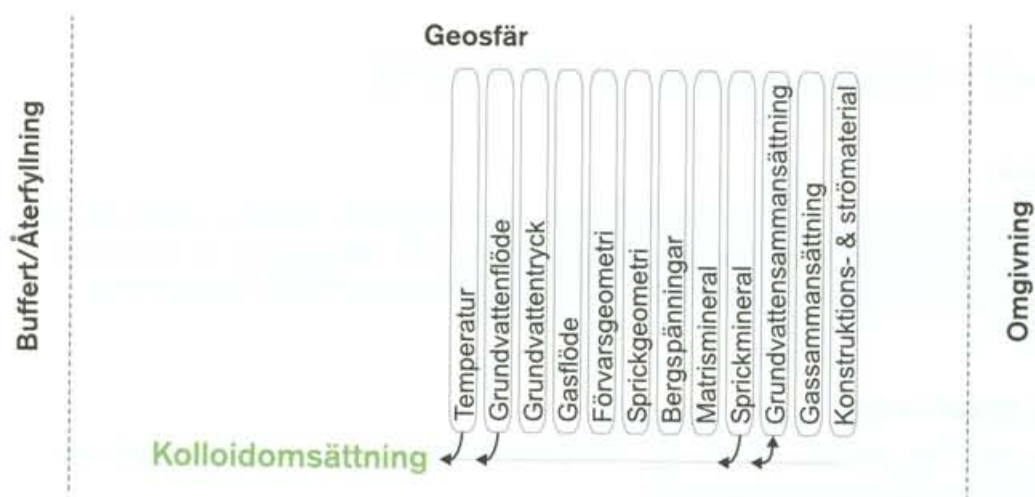 Geosfär
Buffert/Återfyllning
Temperatur
Grundvattenflöde
Grundvattentryck
Gasflöde
Förvarsgeometri
Sprickgeometri
Bergspänningar
Matrismineral
Sprickmineral
Grundvattensammansättning
Gassammansättning
Konstruktions- & strömaterial
Omgivning
Kolloidomsättning